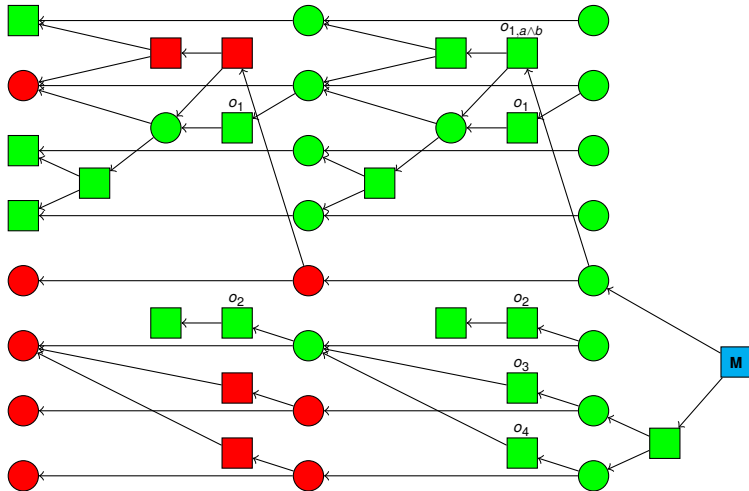 o₁,a∧b
o₁ o₁
o₂ o₂
o₃
M
o₄